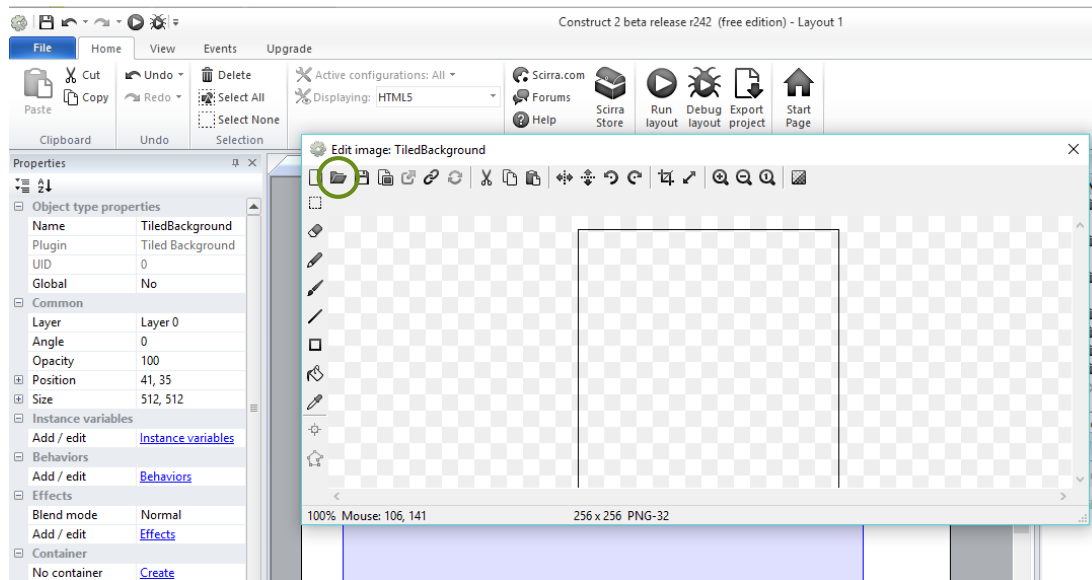 Construct 2 beta release r242 (free edition) - Layout 1
File Home View Events Upgrade
Paste
Cut
Copy
Clipboard
Undo
Redo
Undo
Delete
Select All
Select None
Selection
Active configurations: All
Displaying: HTML5
Scirra.com
Forums
Help
Scirra Store
Run layout
Debug layout
Export project
Start Page
Properties
Object type properties
Name TiledBackground
Plugin Tiled Background
UID 0
Global No
Common
Layer Layer 0
Angle 0
Opacity 100
Position 41, 35
Size 512, 512
Instance variables
Add / edit Instance variables
Behaviors
Add / edit Behaviors
Effects
Blend mode Normal
Add / edit Effects
Container
No container Create
Edit image: TiledBackground
100% Mouse: 106, 141 256 x 256 PNG-32